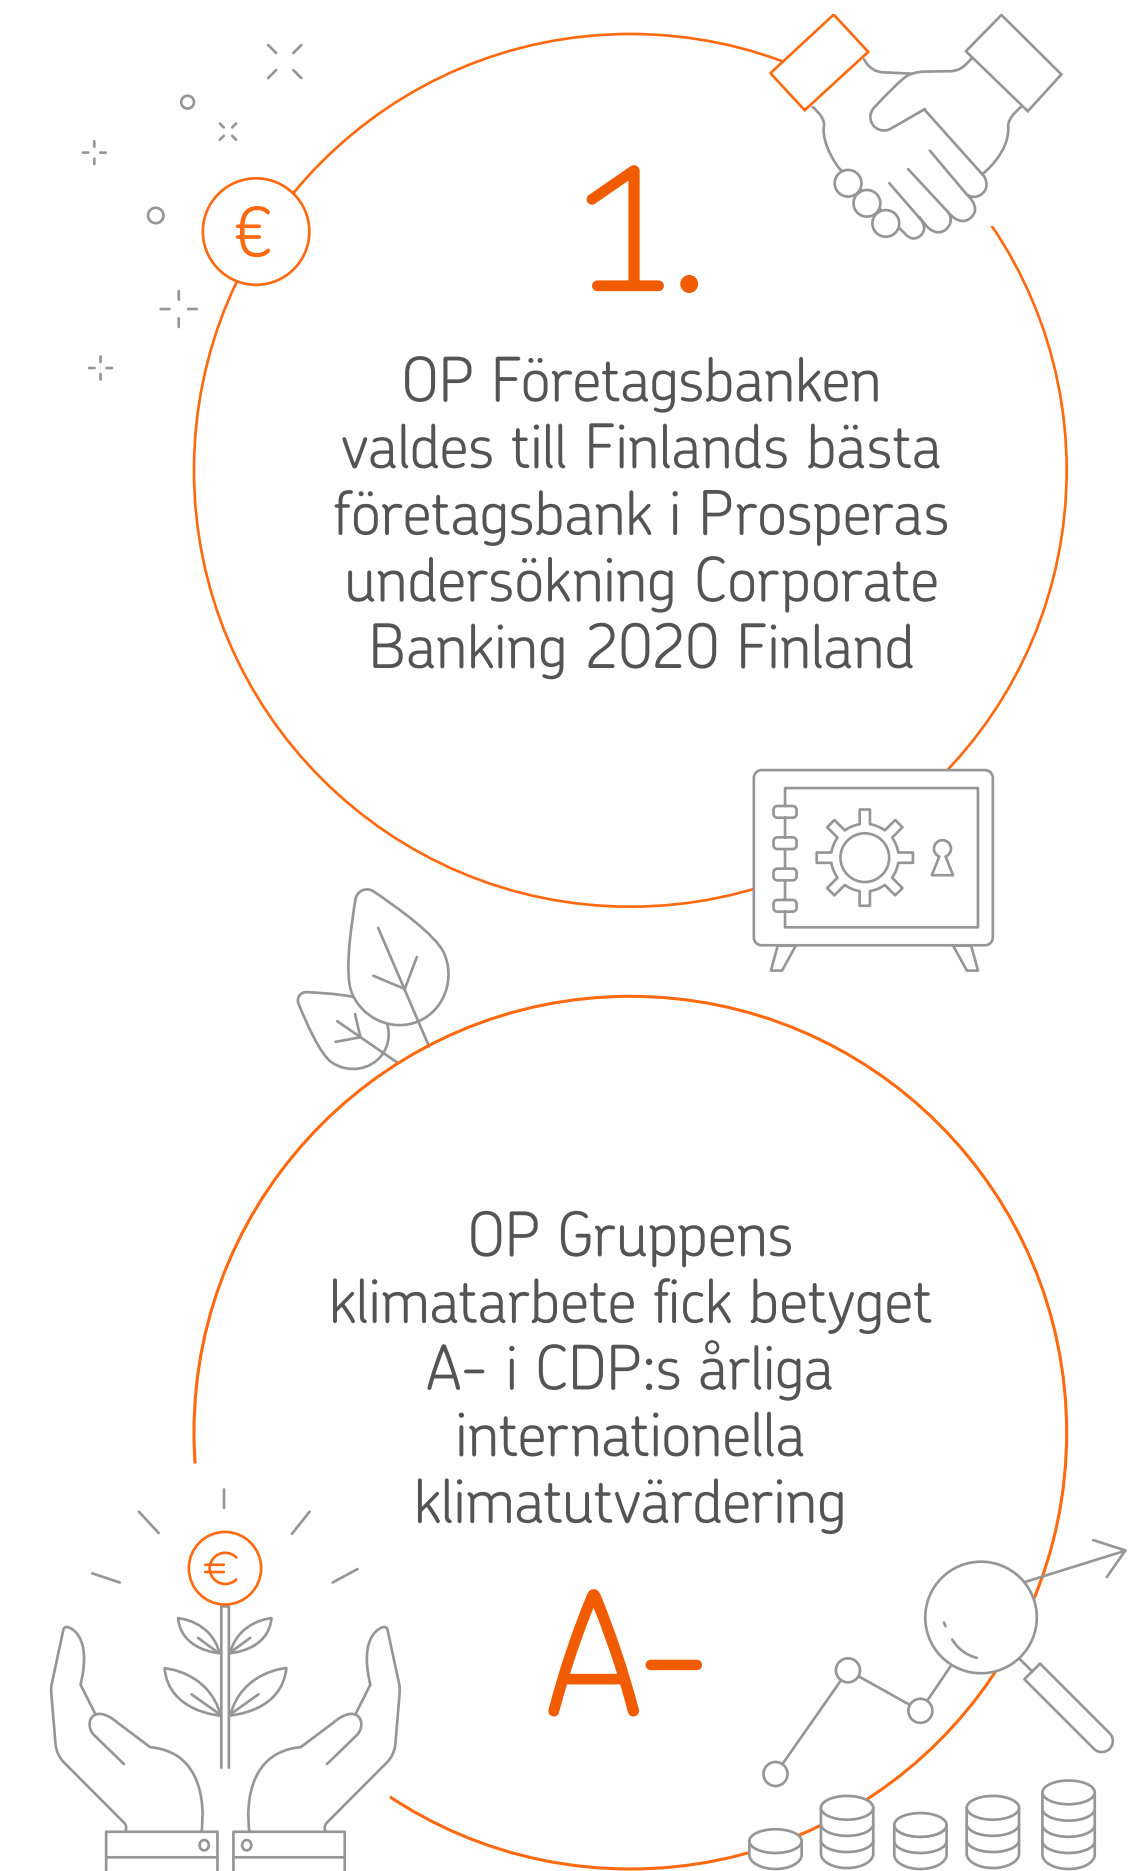 €
1.
OP Företagsbanken
valdes till Finlands bästa
företagsbank i Prosperas
undersökning Corporate
Banking 2020 Finland
OP Gruppens
klimatarbete fick betyget
A- i CDP:s årliga
internationella
klimatutvärdering
€
A-